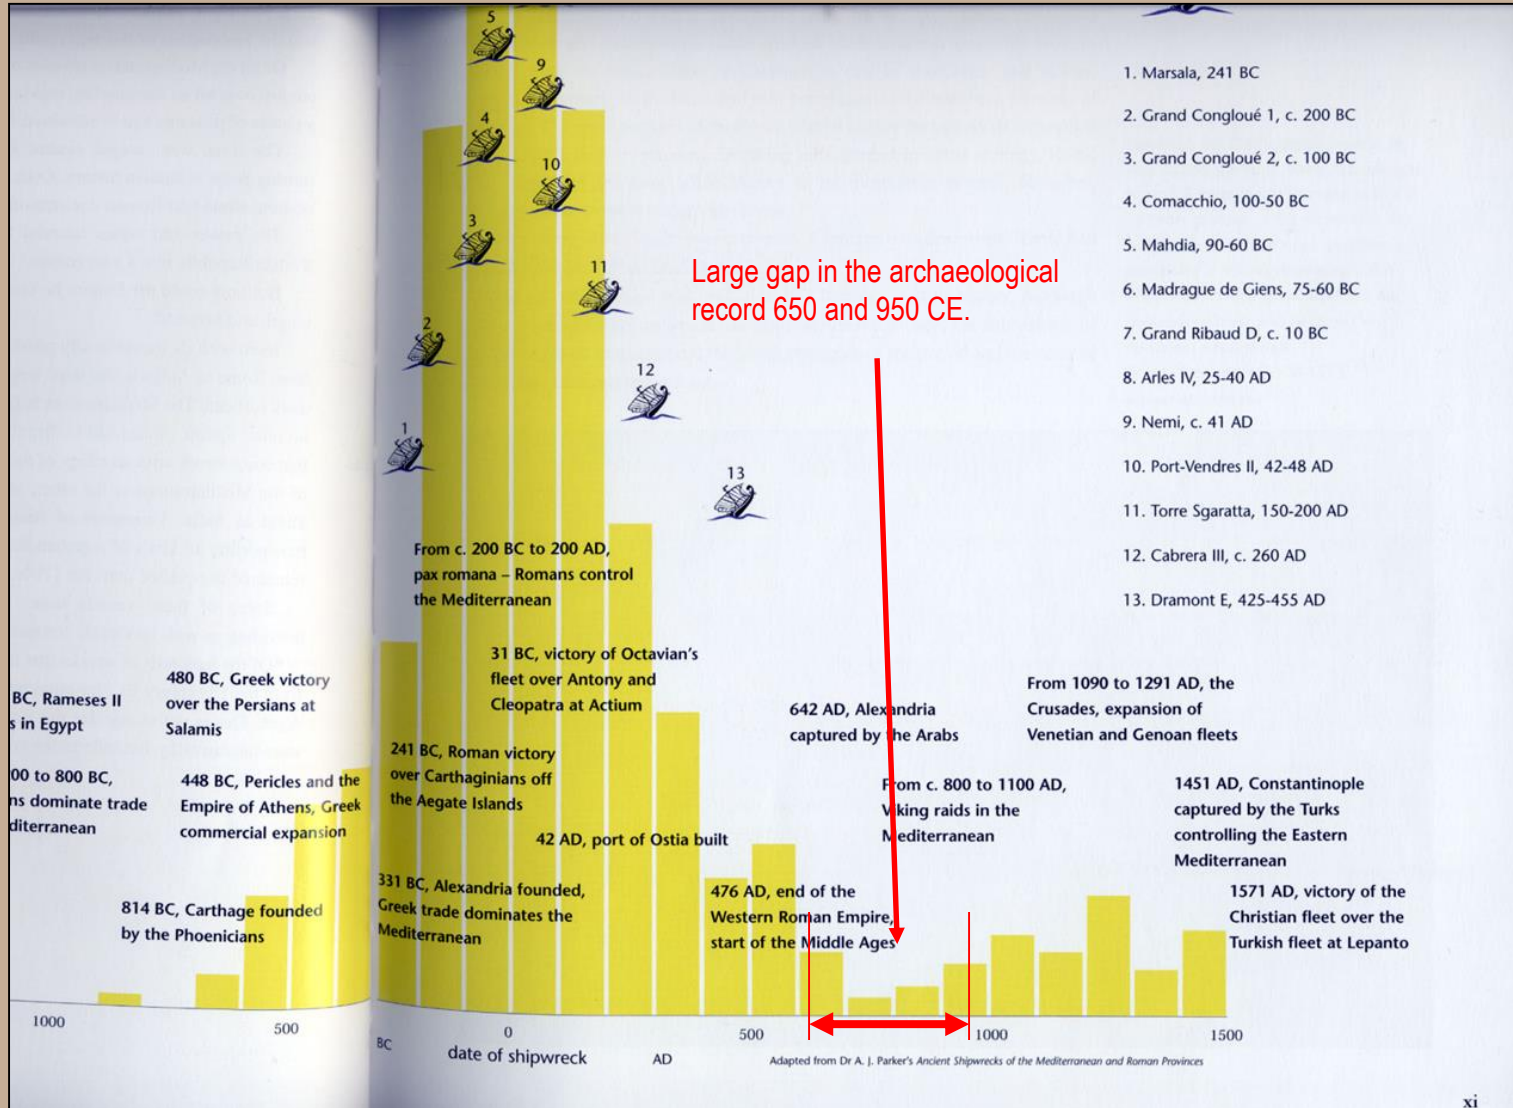 5
9
4
10
3
11
2
12
1
13
1. Marsala, 241 BC
2. Grand Congloué 1, c. 200 BC
3. Grand Congloué 2, c. 100 BC
4. Comacchio, 100-50 BC
5. Mahdia, 90-60 BC
6. Madrague de Giens, 75-60 BC
7. Grand Ribaud D, c. 10 BC
8. Arles IV, 25-40 AD
9. Nemi, c. 41 AD
10. Port-Vendres II, 42-48 AD
11. Torre Sgaratta, 150-200 AD
12. Cabrera III, c. 260 AD
13. Dramont E, 425-455 AD
Large gap in the archaeological
record 650 and 950 CE.
From c. 200 BC to 200 AD,
pax romana – Romans control
the Mediterranean
31 BC, victory of Octavian's
fleet over Antony and
Cleopatra at Actium
BC, Rameses II
s in Egypt
480 BC, Greek victory
over the Persians at
Salamis
642 AD, Alexandria
captured by the Arabs
From 1090 to 1291 AD, the
Crusades, expansion of
Venetian and Genoan fleets
00 to 800 BC,
ns dominate trade
diterranean
448 BC, Pericles and the
Empire of Athens, Greek
commercial expansion
241 BC, Roman victory
over Carthaginians off
the Aegate Islands
42 AD, port of Ostia built
From c. 800 to 1100 AD,
Viking raids in the
Mediterranean
1451 AD, Constantinople
captured by the Turks
controlling the Eastern
Mediterranean
814 BC, Carthage founded
by the Phoenicians
331 BC, Alexandria founded,
Greek trade dominates the
Mediterranean
476 AD, end of the
Western Roman Empire,
start of the Middle Ages
1571 AD, victory of the
Christian fleet over the
Turkish fleet at Lepanto
1000
500
0
500
1000
1500
BC
date of shipwreck
AD
Adapted from Dr A. J. Parker's Ancient Shipwrecks of the Mediterranean and Roman Provinces
xi